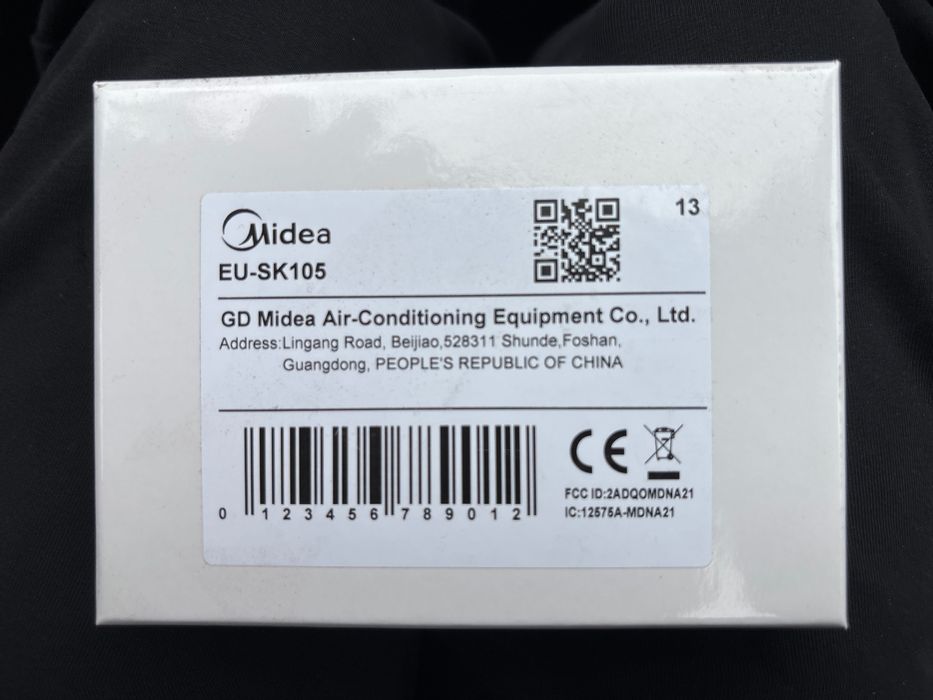 Midea
13
EU-SK105
GD Midea Air-Conditioning Equipment Co., Ltd.
Address:Lingang Road, Beijiao,528311 Shunde,Foshan,
Guangdong, PEOPLE'S REPUBLIC OF CHINA
CE
FCC ID:2ADQOMDNA21
IC:12575A-MDNA21
0 123456 789012